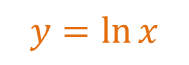 y = ln x